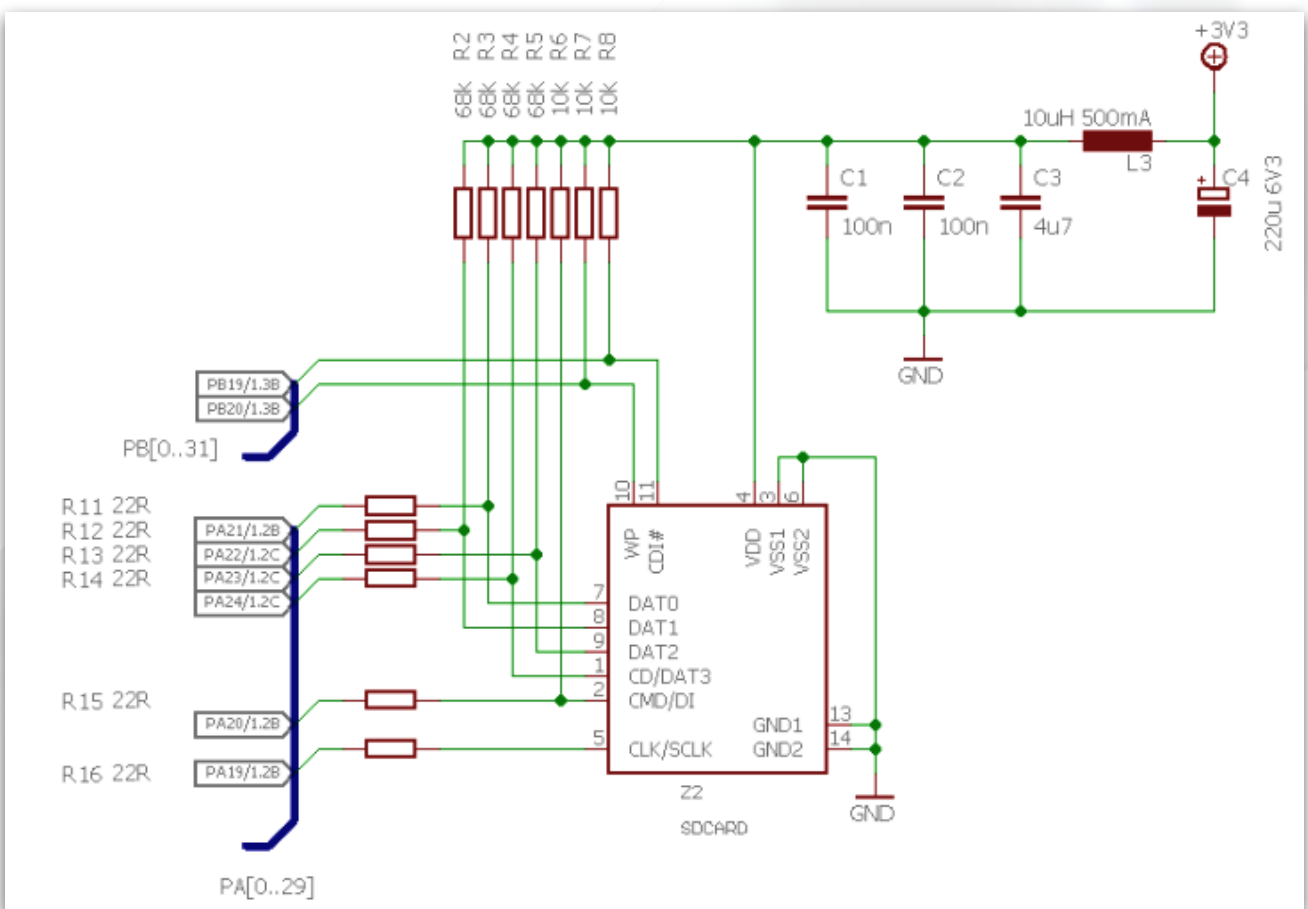 R2
R3
R4
R5
R6
R7
R8
68K
68K
68K
68K
10K
10K
10K
+3V3
10uH 500mA
L3
C1
100n
C2
100n
C3
4u7
+
C4
220u 6V3
GND
PB19/1.3B
PB20/1.3B
PB[0..31]
R11 22R
R12 22R
R13 22R
R14 22R
PA21/1.2B
PA22/1.2C
PA23/1.2C
PA24/1.2C
R15 22R
PA20/1.2B
R16 22R
PA19/1.2B
PA[0..29]
10
11
4
3
6
WP
CDI#
VDD
VSS1
VSS2
7 DAT0
8 DAT1
9 DAT2
1 CD/DAT3
2 CMD/DI
5 CLK/SCLK
GND1 13
GND2 14
Z2
SDCARD
GND